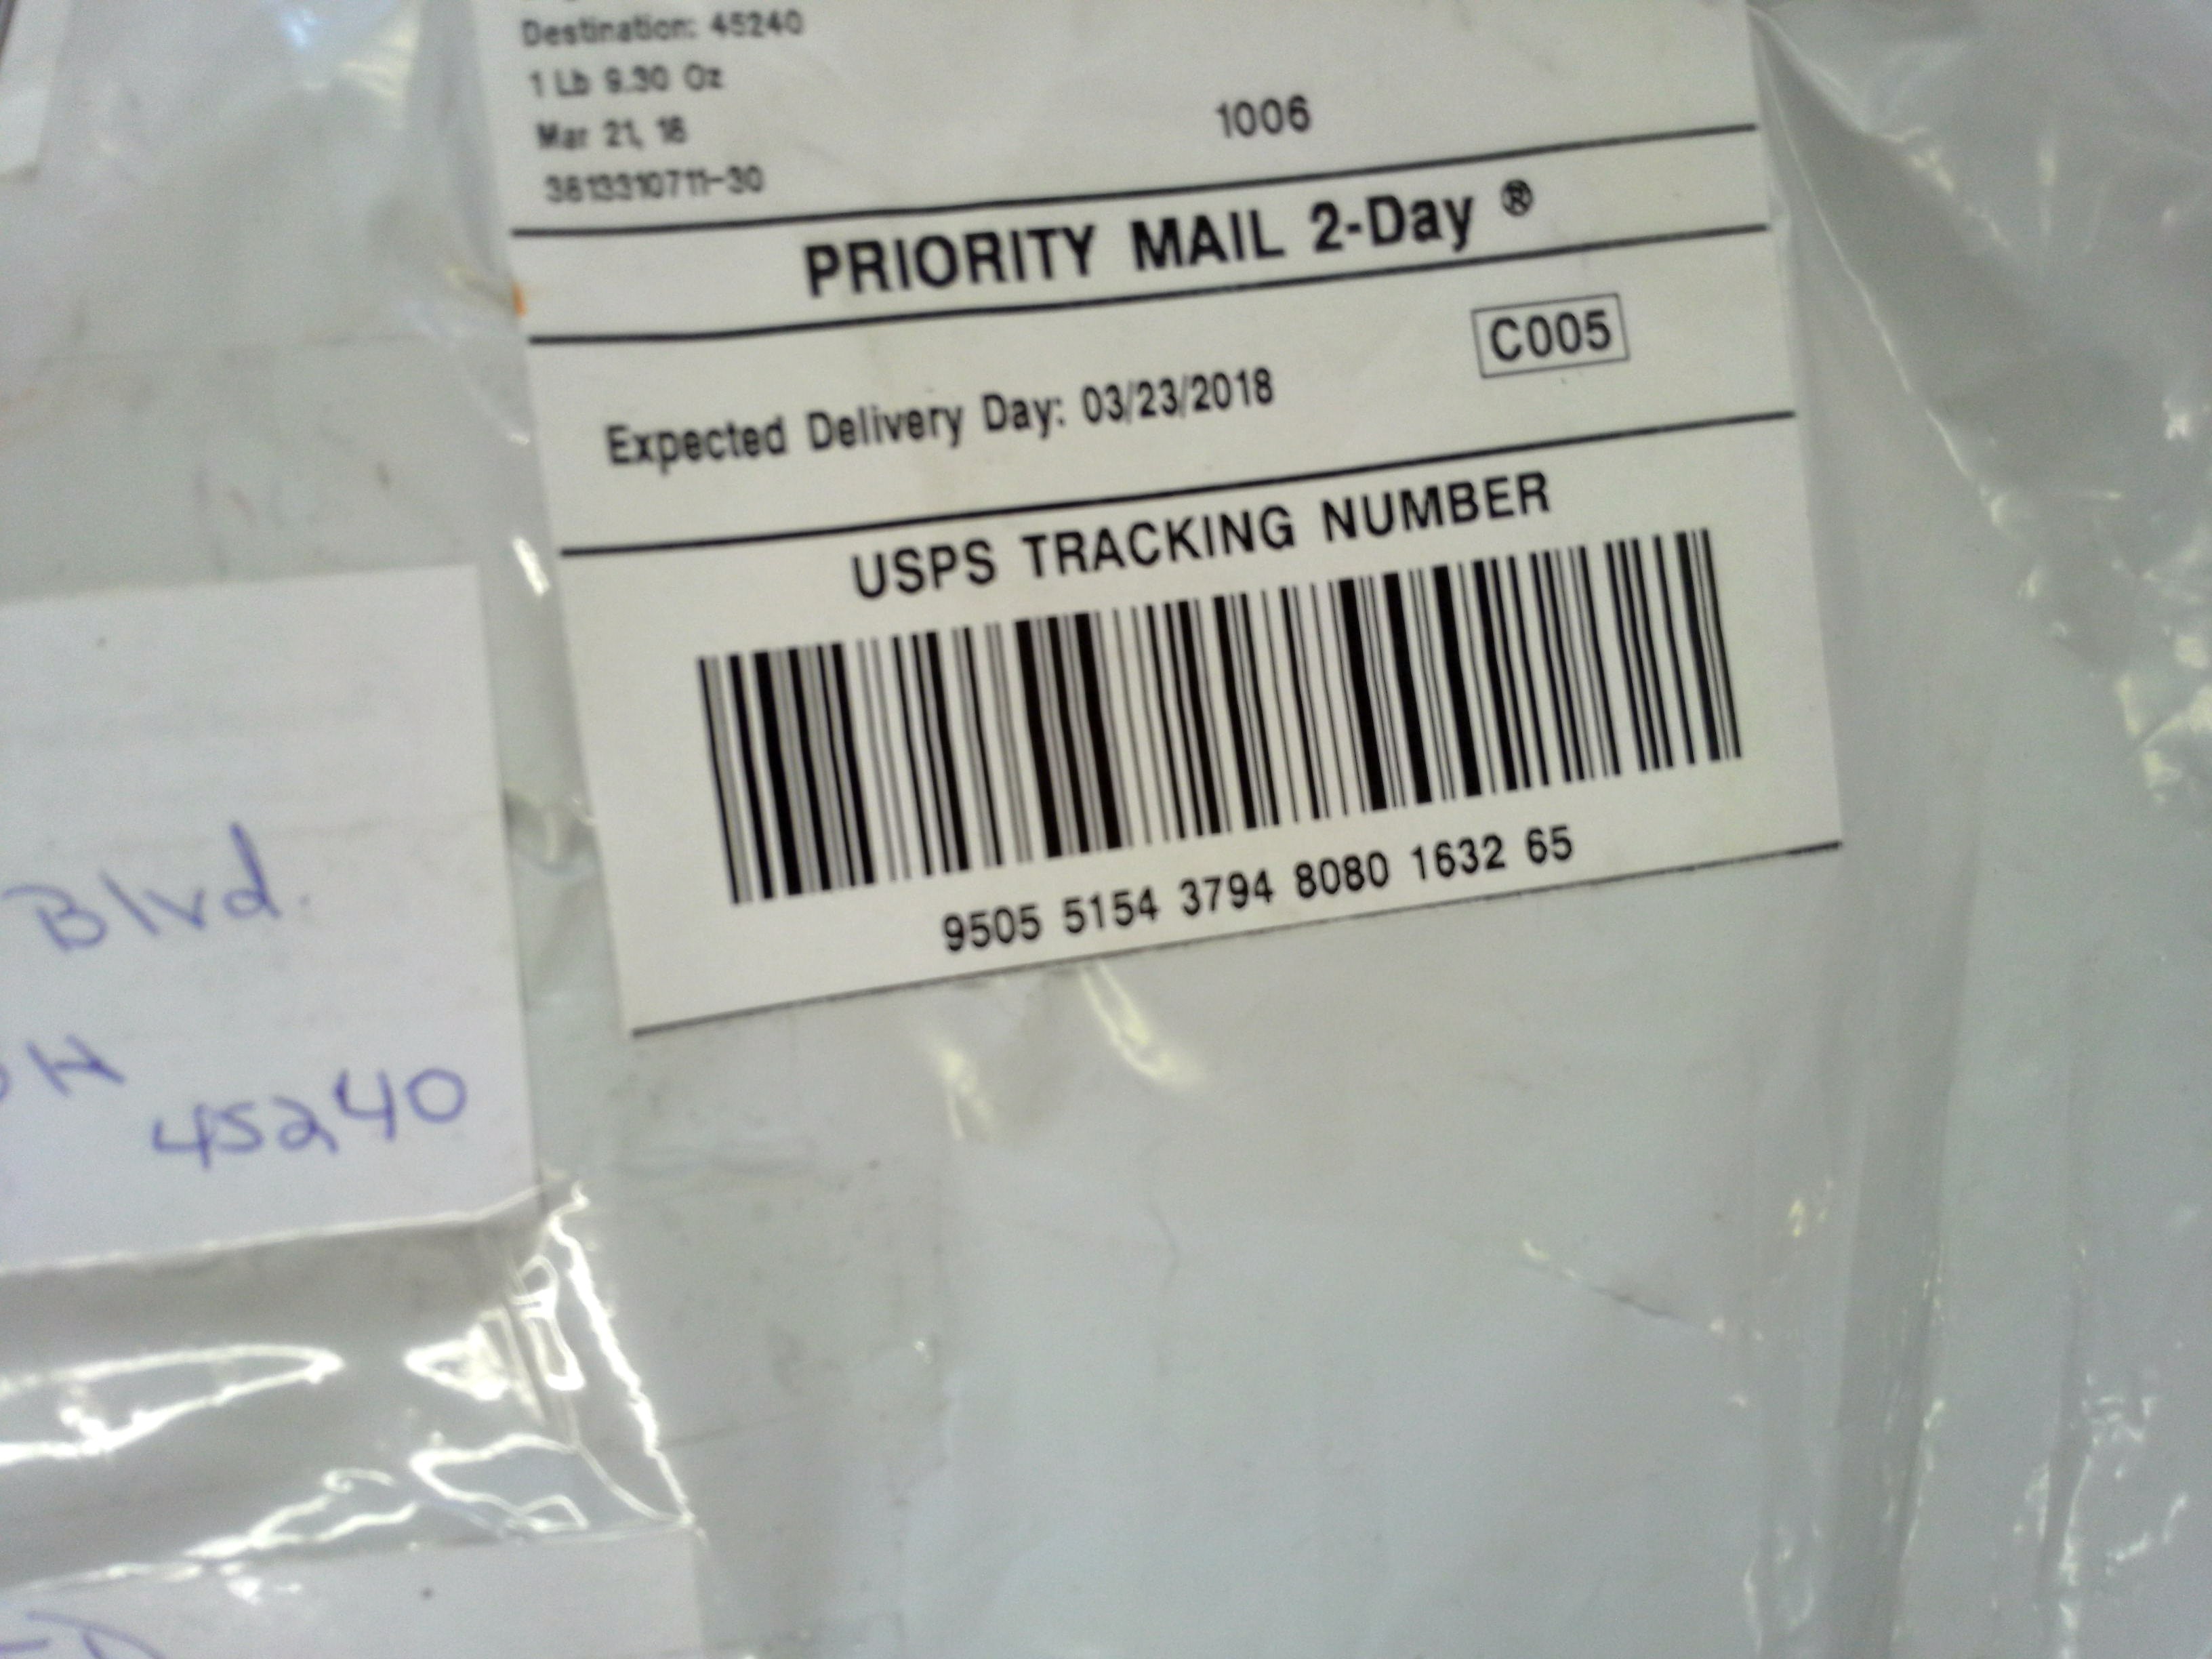 Destination: 45240
1 Lb 9.30 Oz
Mar 21, 18
1006
3813310711-30
PRIORITY MAIL 2-Day ®
C005
Expected Delivery Day: 03/23/2018
USPS TRACKING NUMBER
9505 5154 3794 8080 1632 65
Blvd.
OH
45240